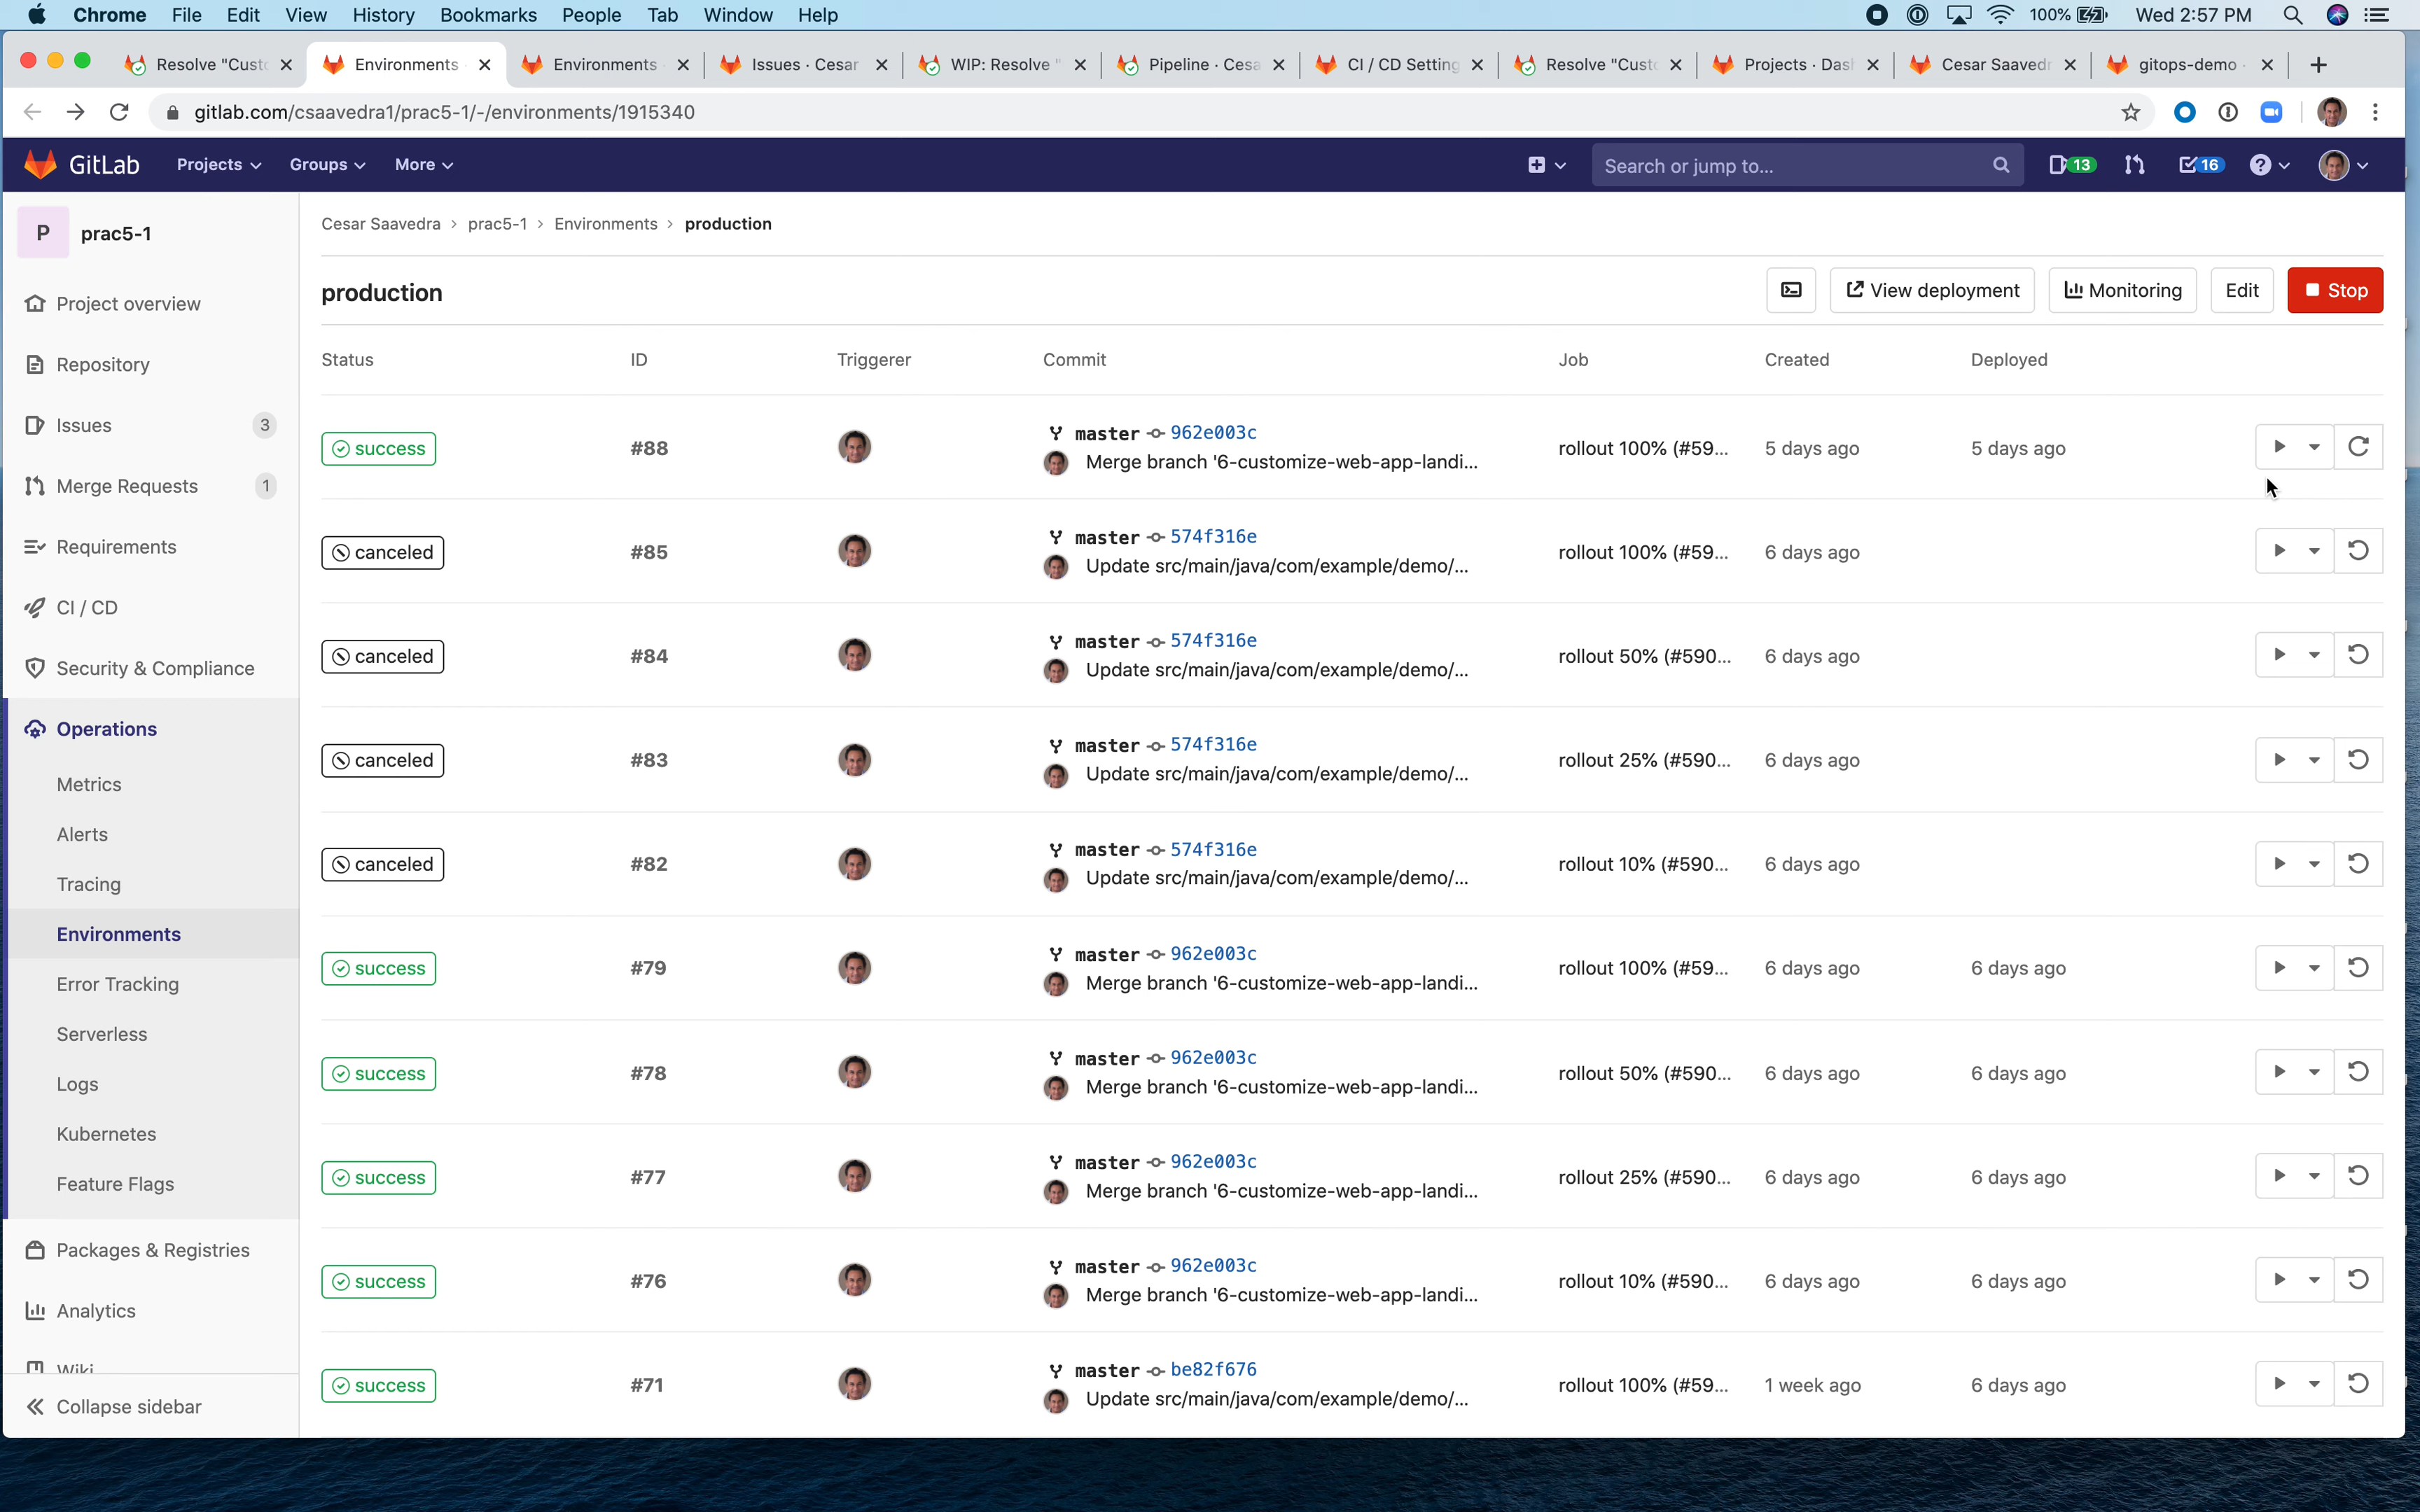 Chrome File Edit View History Bookmarks People Tab Window Help 100% Wed 2:57 PM
Resolve "Custo Environments Environments Issues · Cesar WIP: Resolve " Pipeline · Cesa CI / CD Setting Resolve "Custo Projects · Dash Cesar Saavedr gitops-demo ·
gitlab.com/csaavedra1/prac5-1/-/environments/1915340
GitLab Projects Groups More Search or jump to... 13 16
P prac5-1
Project overview
Repository
Issues 3
Merge Requests 1
Requirements
CI / CD
Security & Compliance
Operations
Metrics
Alerts
Tracing
Environments
Error Tracking
Serverless
Logs
Kubernetes
Feature Flags
Packages & Registries
Analytics
Wiki
Collapse sidebar
Cesar Saavedra > prac5-1 > Environments > production
production View deployment Monitoring Edit Stop
Status ID Triggerer Commit Job Created Deployed
success #88 master 962e003c rollout 100% (#59... 5 days ago 5 days ago
Merge branch '6-customize-web-app-landi...
canceled #85 master 574f316e rollout 100% (#59... 6 days ago
Update src/main/java/com/example/demo/...
canceled #84 master 574f316e rollout 50% (#590... 6 days ago
Update src/main/java/com/example/demo/...
canceled #83 master 574f316e rollout 25% (#590... 6 days ago
Update src/main/java/com/example/demo/...
canceled #82 master 574f316e rollout 10% (#590... 6 days ago
Update src/main/java/com/example/demo/...
success #79 master 962e003c rollout 100% (#59... 6 days ago 6 days ago
Merge branch '6-customize-web-app-landi...
success #78 master 962e003c rollout 50% (#590... 6 days ago 6 days ago
Merge branch '6-customize-web-app-landi...
success #77 master 962e003c rollout 25% (#590... 6 days ago 6 days ago
Merge branch '6-customize-web-app-landi...
success #76 master 962e003c rollout 10% (#590... 6 days ago 6 days ago
Merge branch '6-customize-web-app-landi...
success #71 master be82f676 rollout 100% (#59... 1 week ago 6 days ago
Update src/main/java/com/example/demo/...